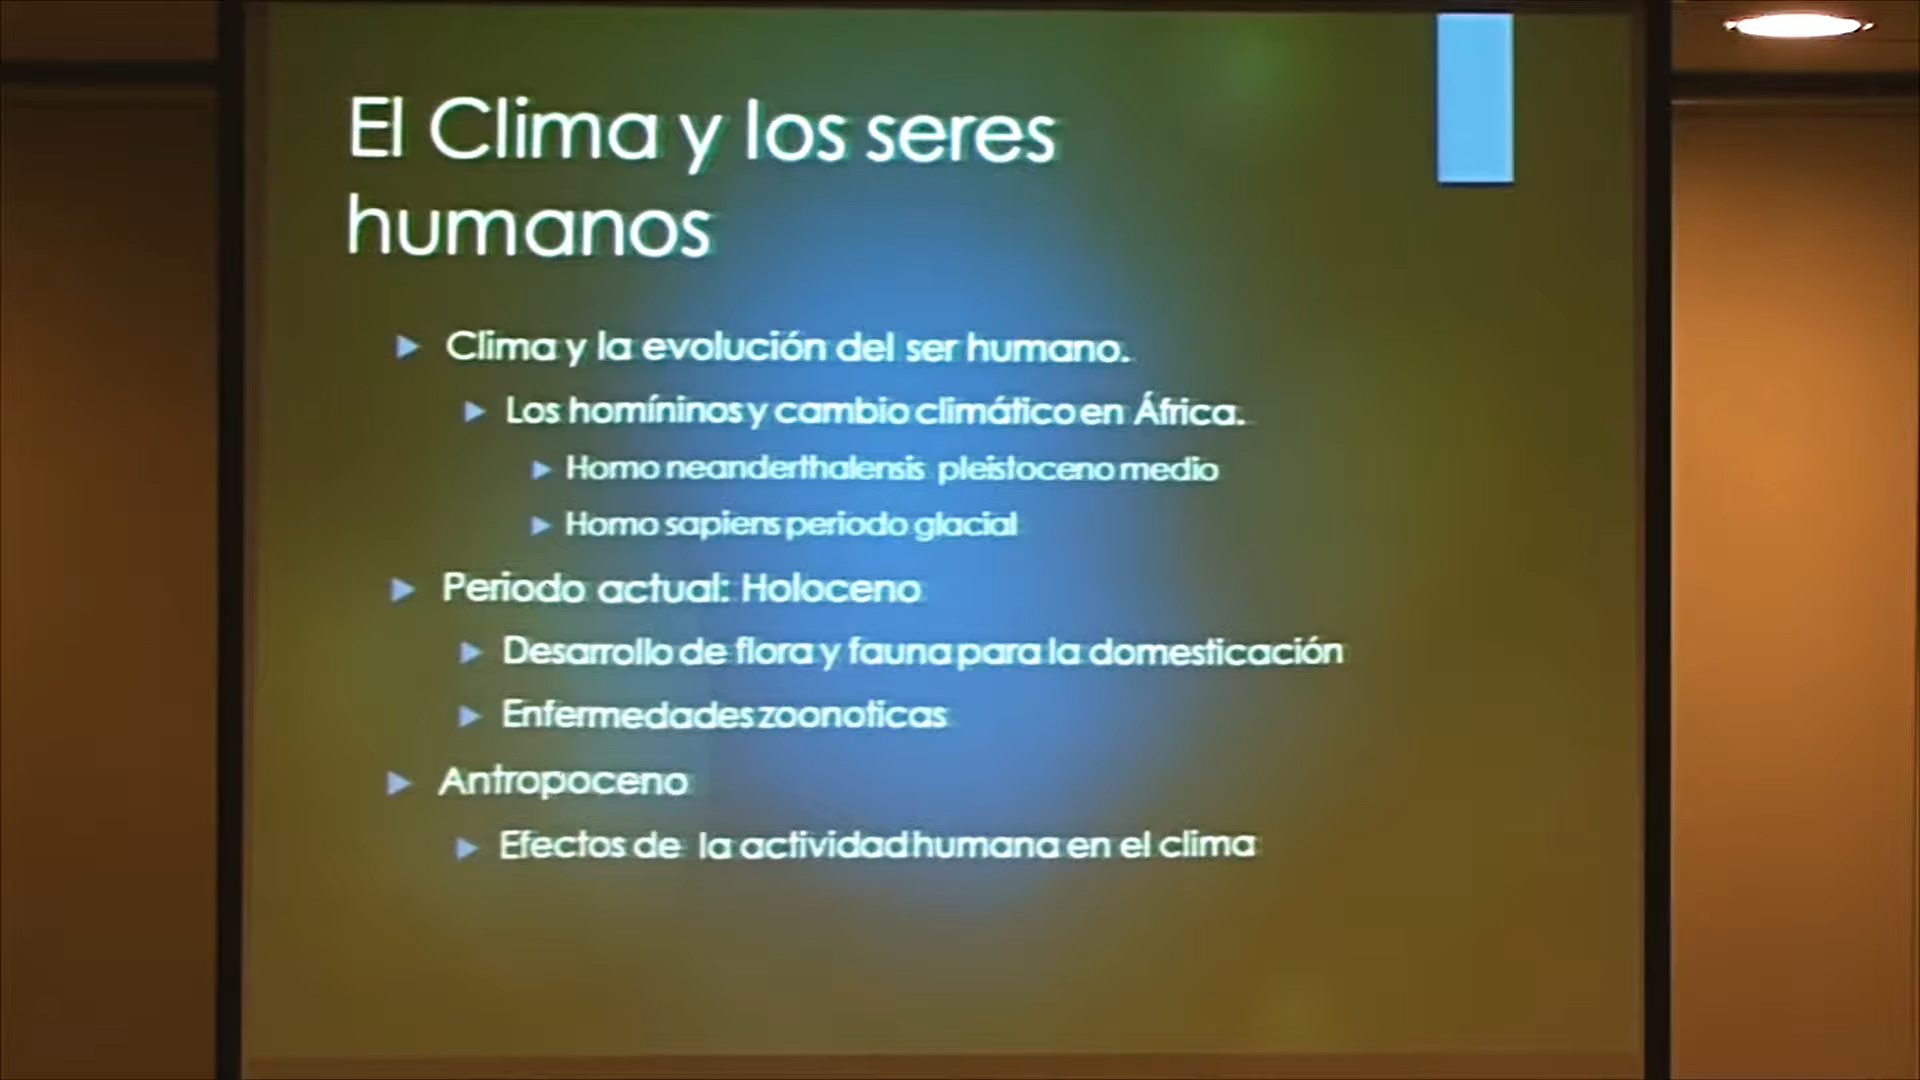 El Clima y los seres
humanos
Clima y la evolución del ser humano.
Los homíninos y cambio climático en África.
Homo neanderthalensis pleistoceno medio
Homo sapiens periodo glacial
Periodo actual: Holoceno
Desarrollo de flora y fauna para la domesticación
Enfermedades zoonoticas
Antropoceno
Efectos de la actividad humana en el clima